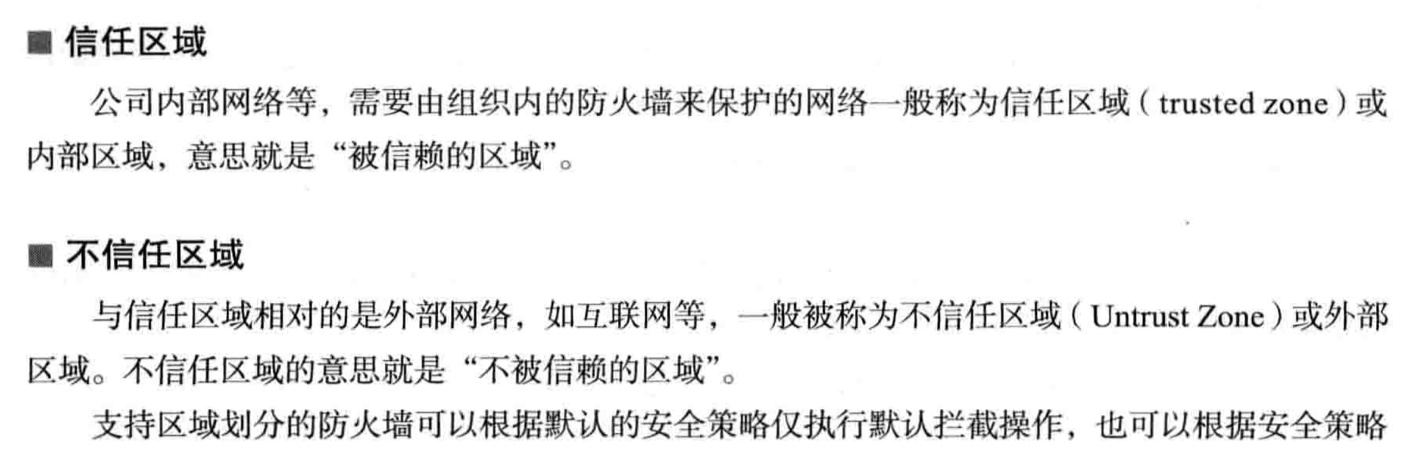 ■ 信任区域
公司内部网络等，需要由组织内的防火墙来保护的网络一般称为信任区域（trusted zone）或
内部区域，意思就是“被信赖的区域”。
■ 不信任区域
与信任区域相对的是外部网络，如互联网等，一般被称为不信任区域（Untrust Zone）或外部
区域。不信任区域的意思就是“不被信赖的区域”。
支持区域划分的防火墙可以根据默认的安全策略仅执行默认拦截操作，也可以根据安全策略